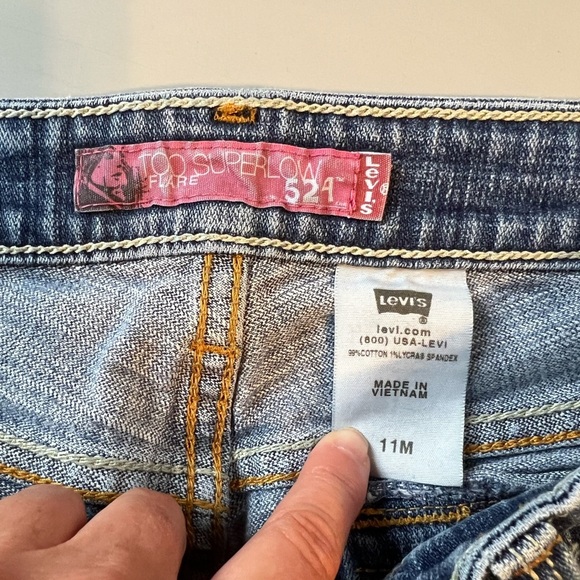 TOO SUPERLOW
FLARE 524™
Levi's®
Levi's®
levi.com
(800) USA-LEVI
99%COTTON 1%LYCRA® SPANDEX
MADE IN
VIETNAM
11M